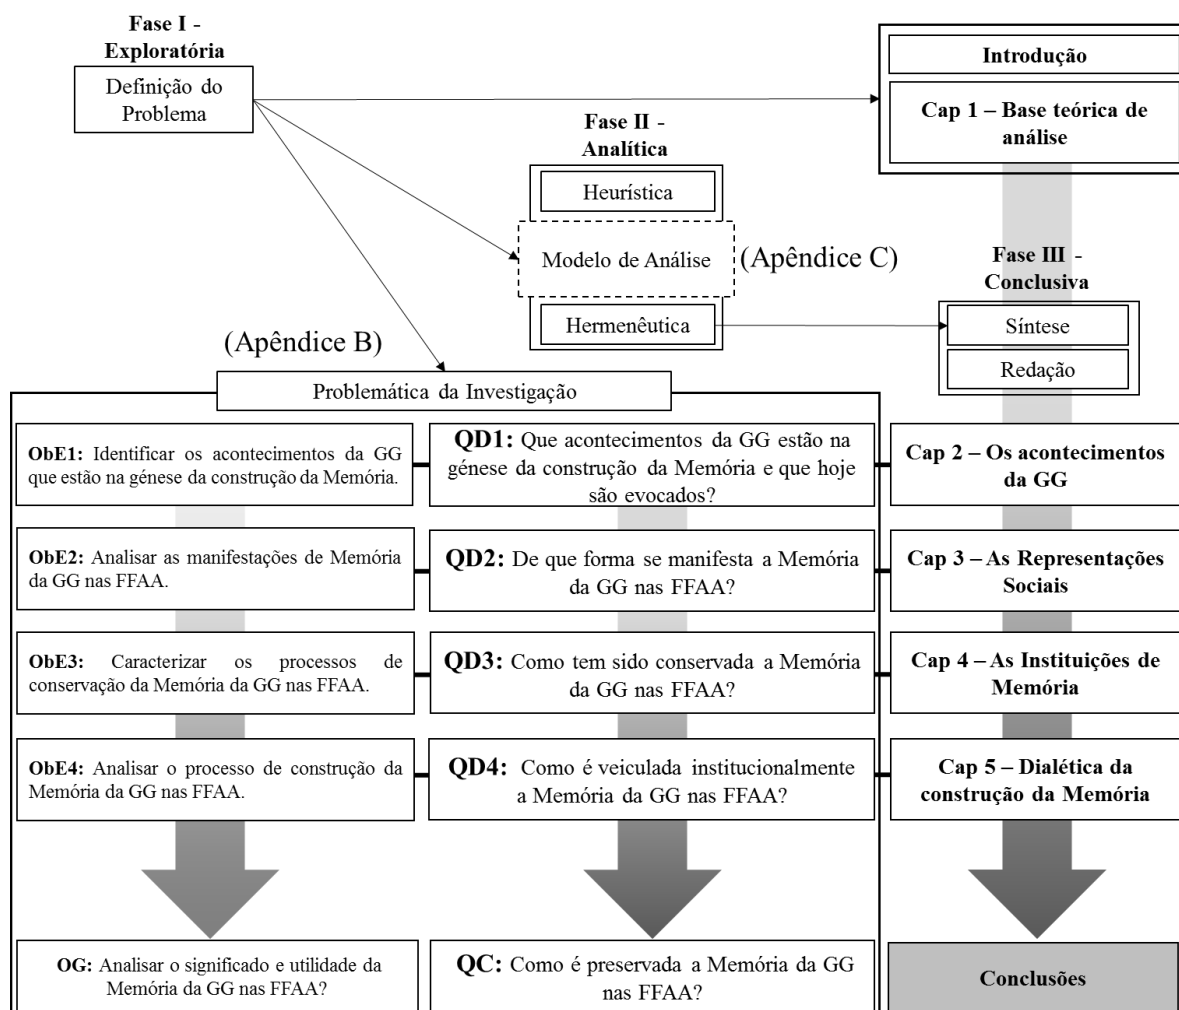 Fase I -
Exploratória
Definição do
Problema
Introdução
Cap 1 – Base teórica de
análise
Fase II -
Analítica
Heurística
Modelo de Análise
(Apêndice C)
Hermenêutica
Fase III -
Conclusiva
Síntese
Redação
(Apêndice B)
Problemática da Investigação
ObE1: Identificar os acontecimentos da GG
que estão na génese da construção da Memória.
QD1: Que acontecimentos da GG estão na
génese da construção da Memória e que hoje
são evocados?
Cap 2 – Os acontecimentos
da GG
ObE2: Analisar as manifestações de Memória
da GG nas FFAA.
QD2: De que forma se manifesta a Memória
da GG nas FFAA?
Cap 3 – As Representações
Sociais
ObE3: Caracterizar os processos de
conservação da Memória da GG nas FFAA.
QD3: Como tem sido conservada a Memória
da GG nas FFAA?
Cap 4 – As Instituições de
Memória
ObE4: Analisar o processo de construção da
Memória da GG nas FFAA.
QD4: Como é veiculada institucionalmente
a Memória da GG nas FFAA?
Cap 5 – Dialética da
construção da Memória
OG: Analisar o significado e utilidade da
Memória da GG nas FFAA?
QC: Como é preservada a Memória da GG
nas FFAA?
Conclusões